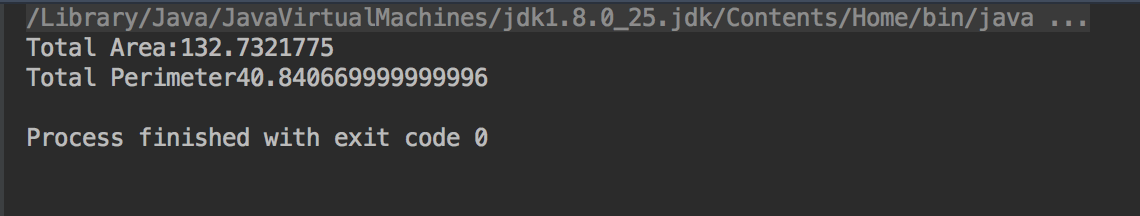 /Library/Java/JavaVirtualMachines/jdk1.8.0_25.jdk/Contents/Home/bin/java ...
Total Area:132.7321775
Total Perimeter40.840669999999996
Process finished with exit code 0